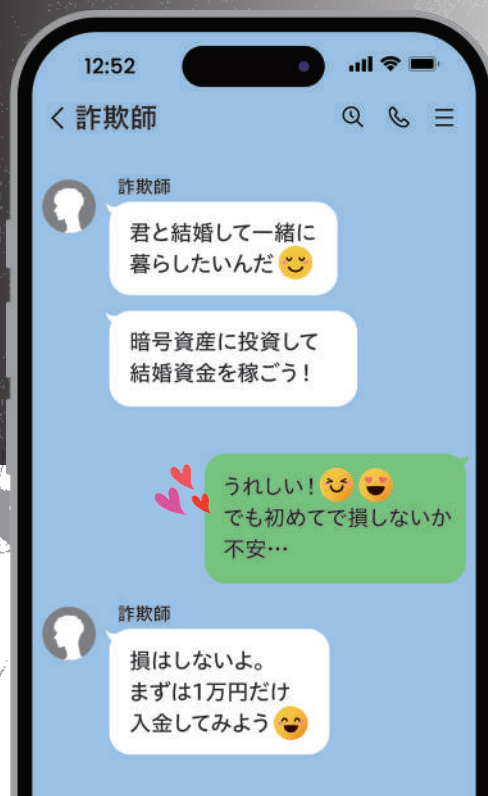 12:52
詐欺師
詐欺師
君と結婚して一緒に
暮らしたいんだ😌
暗号資産に投資して
結婚資金を稼ごう！
うれしい！😆😍
でも初めてで損しないか
不安…
詐欺師
損はしないよ。
まずは1万円だけ
入金してみよう😄